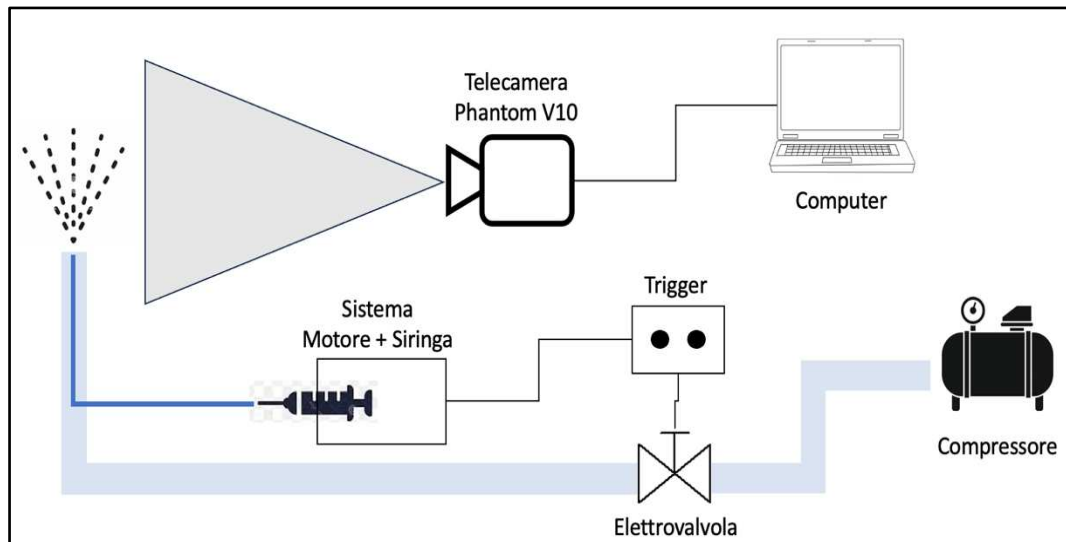 Telecamera
Phantom V10
Computer
Sistema
Motore + Siringa
Trigger
Compressore
Elettrovalvola